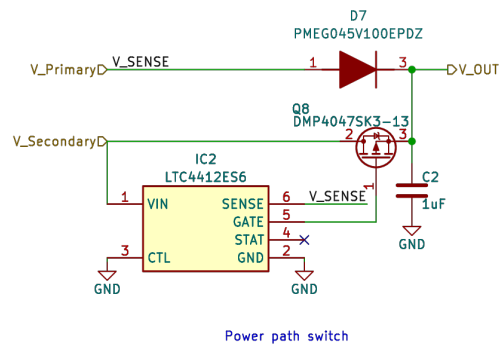 D7
PMEG045V100EPDZ
V_Primary
V_SENSE
1
3
V_OUT
Q8
DMP4047SK3-13
V_Secondary
2
3
IC2
LTC4412ES6
1
C2
1uF
1
VIN
SENSE
6
V_SENSE
GATE
5
STAT
4
3
CTL
GND
2
GND
GND
GND
Power path switch